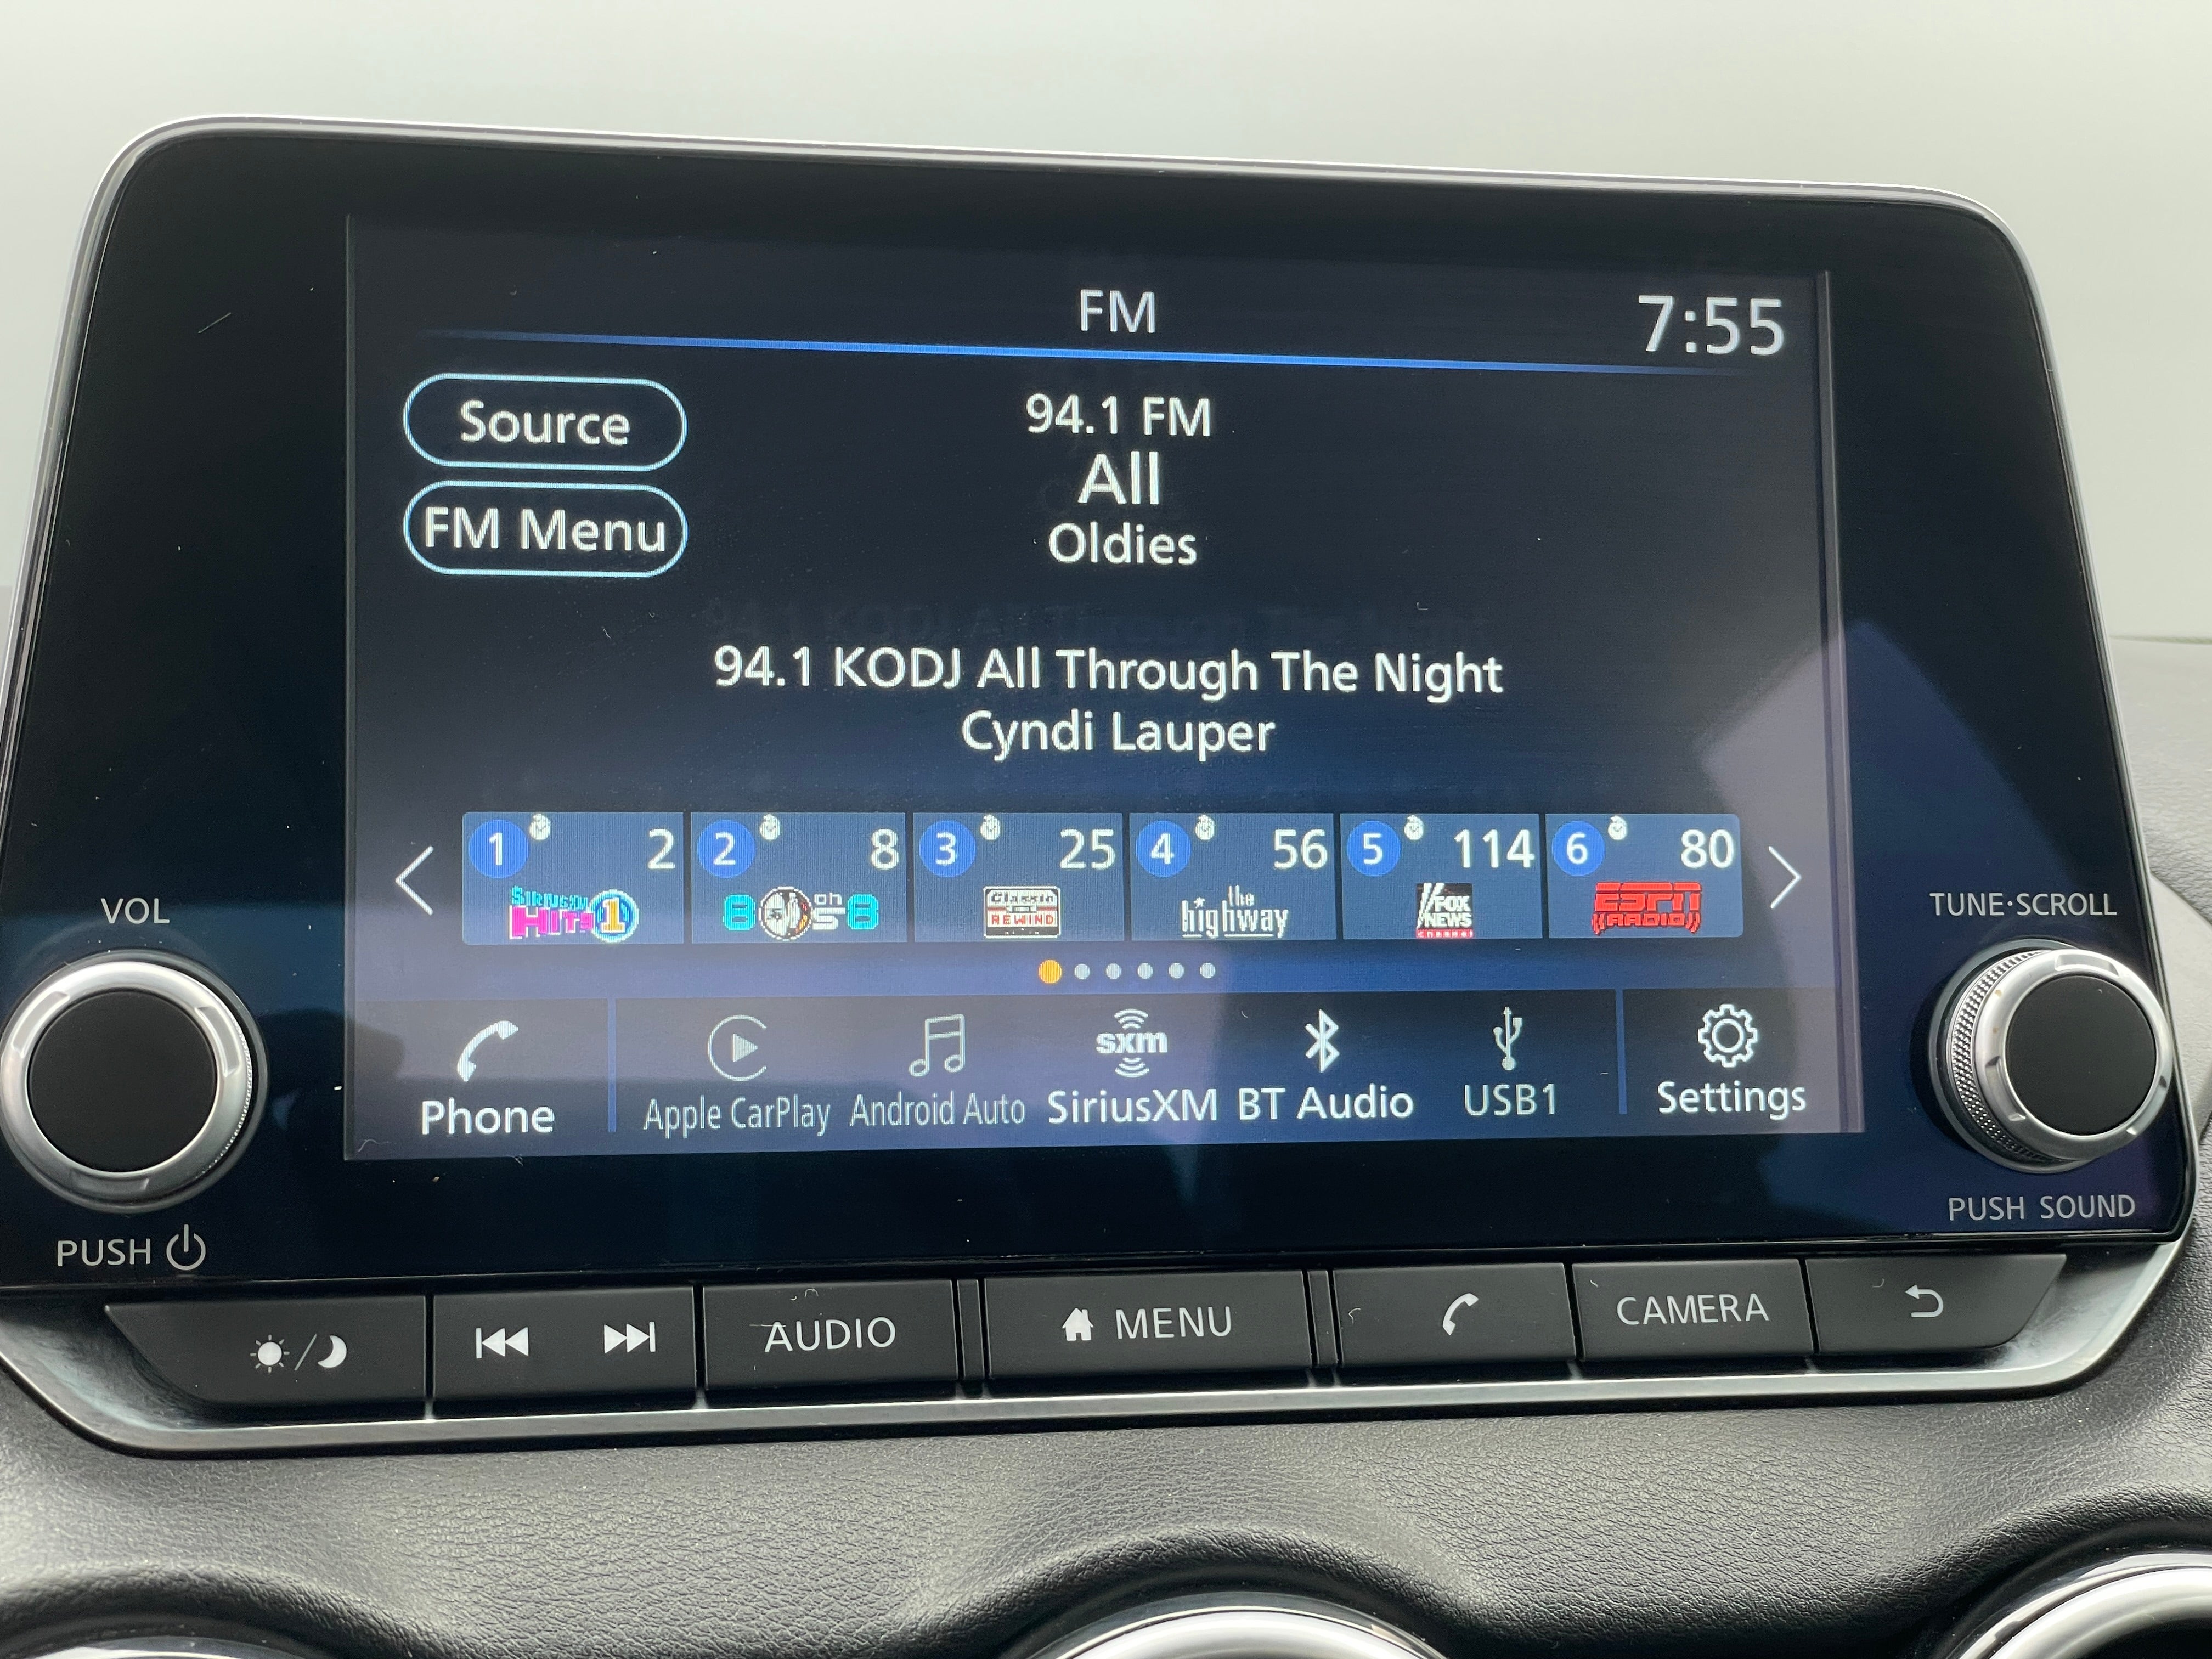 FM
7:55
Source
94.1 FM
All
FM Menu
Oldies
94.1 KODJ All Through The Night
Cyndi Lauper
1 2
2 8
3 25
4 56
5 114
6 80
SiriusXM Hits 1
80s on 8
Classic REWIND
the highway
FOX NEWS channel
ESPN RADIO
VOL
TUNE·SCROLL
sxm
Phone
Apple CarPlay
Android Auto
SiriusXM
BT Audio
USB1
Settings
PUSH
PUSH SOUND
AUDIO
MENU
CAMERA